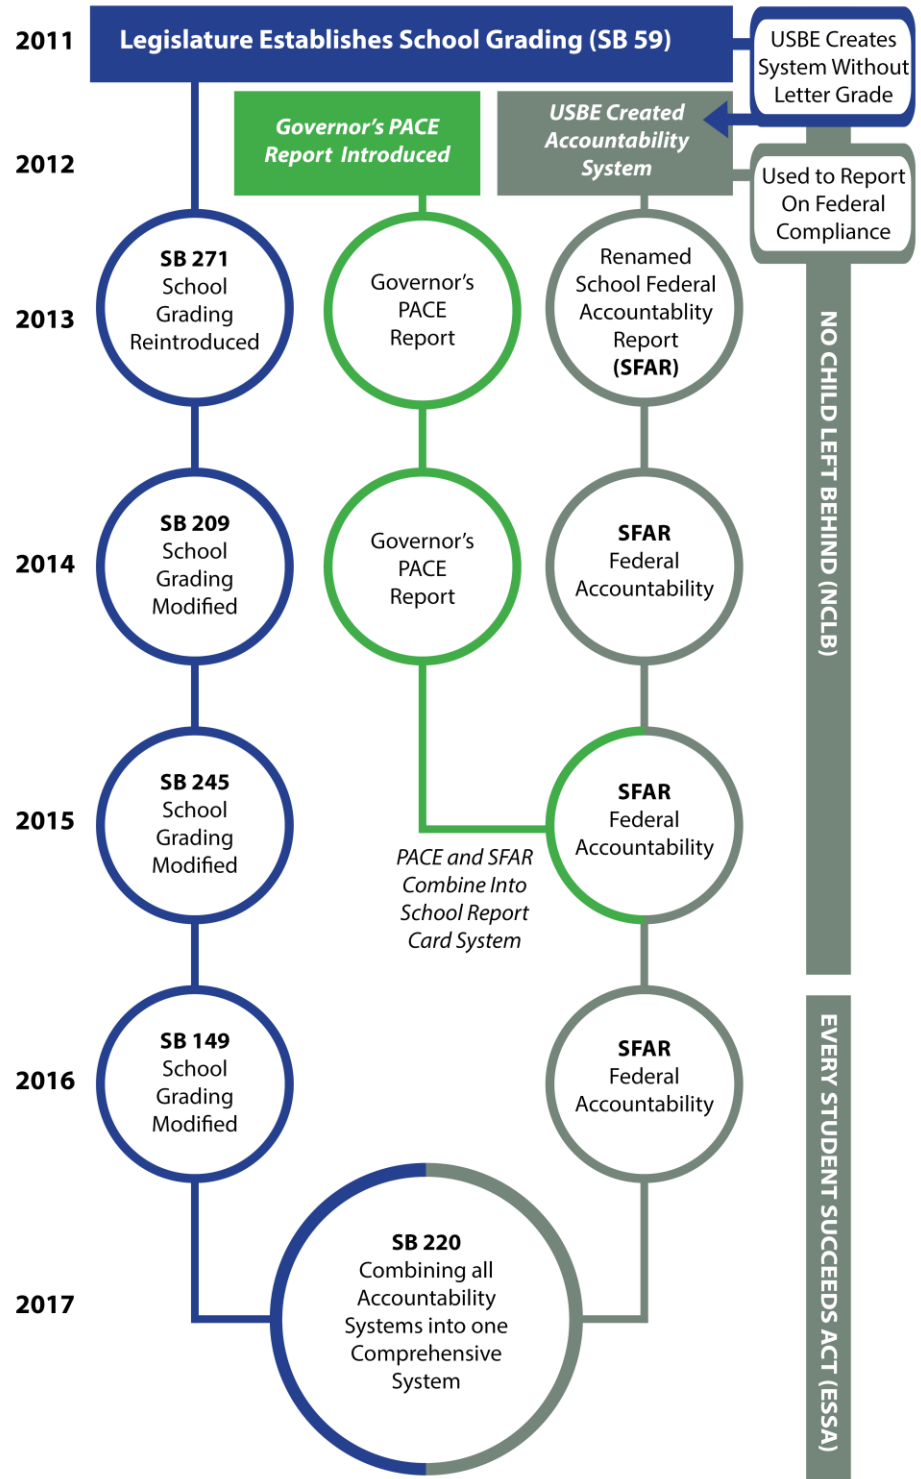 2011
Legislature Establishes School Grading (SB 59)
USBE Creates
System Without
Letter Grade
2012
Governor's PACE
Report Introduced
USBE Created
Accountability
System
Used to Report
On Federal
Compliance
2013
SB 271
School
Grading
Reintroduced
Governor's
PACE
Report
Renamed
School Federal
Accountablity
Report
(SFAR)
NO CHILD LEFT BEHIND (NCLB)
2014
SB 209
School
Grading
Modified
Governor's
PACE
Report
SFAR
Federal
Accountability
2015
SB 245
School
Grading
Modified
PACE and SFAR
Combine Into
School Report
Card System
SFAR
Federal
Accountability
2016
SB 149
School
Grading
Modified
SFAR
Federal
Accountability
EVERY STUDENT SUCCEEDS ACT (ESSA)
2017
SB 220
Combining all
Accountability
Systems into one
Comprehensive
System